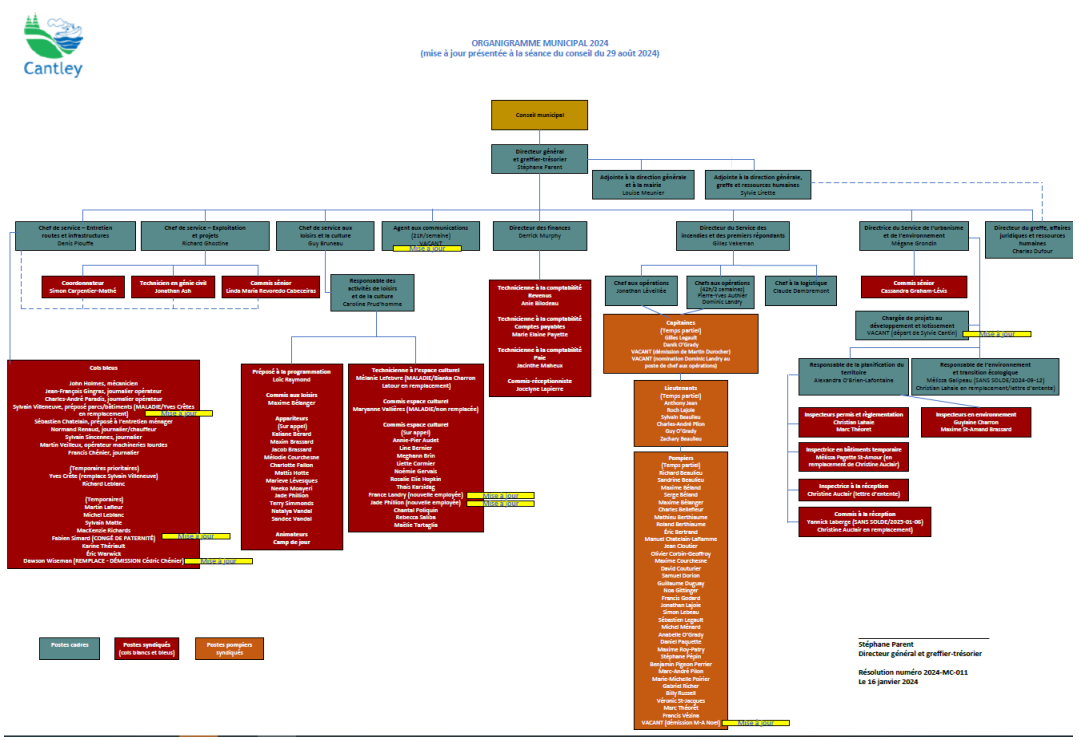 Cantley
ORGANIGRAMME MUNICIPAL 2024
(mise à jour présentée à la séance du conseil du 29 août 2024)
Conseil municipal
Directeur général
et greffier-trésorier
Stéphane Parent
Adjointe à la direction générale
et à la mairie
Louise Meunier
Adjointe à la direction générale,
greffe et ressources humaines
Sylvie Lirette
Chef de service – Entretien
routes et infrastructures
Denis Plouffe
Chef de service – Exploitation
et projets
Richard Ghostine
Chef de service aux
loisirs et la culture
Guy Bruneau
Agent aux communications
(21h/semaine)
VACANT
Mise à jour
Directeur des finances
Derrick Murphy
Directeur du Service des
incendies et des premiers répondants
Gilles Vekeman
Directrice du Service de l'urbanisme
et de l'environnement
Mégane Grondin
Directeur du greffe, affaires
juridiques et ressources
humaines
Charles Dufour
Coordonnateur
Simon Carpentier-Mathé
Technicien en génie civil
Jonathan Ash
Commis sénior
Linda Maria Revoredo Cabeceiras
Responsable des
activités de loisirs
et de la culture
Caroline Prud'homme
Technicienne à la comptabilité
Revenus
Anie Bilodeau
Technicienne à la comptabilité
Comptes payables
Marie Elaine Payette
Technicienne à la comptabilité
Paie
Jacinthe Maheux
Commis-réceptionniste
Jocelyne Lapierre
Chef aux opérations
Jonathan Léveillée
Chefs aux opérations
(42h/2 semaines)
Pierre-Yves Authier
Dominic Landry
Chef à la logistique
Claude Dambremont
Commis sénior
Cassandra Graham-Lévis
Chargée de projets au
développement et lotissement
VACANT (départ de Sylvie Cantin)
Mise à jour
Capitaines
(Temps partiel)
Gilles Legault
Danik O'Grady
VACANT (démission de Martin Durocher)
VACANT (nomination Dominic Landry au
poste de chef aux opérations)
Responsable de la planification du
territoire
Alexandra O'Brien-Lafontaine
Responsable de l'environnement
et transition écologique
Mélissa Galipeau (SANS SOLDE/2024-09-12)
Christian Lahaie en remplacement/lettre d'entente)
Cols bleus
John Holmes, mécanicien
Jean-François Gingras, journalier opérateur
Charles-André Paradis, journalier opérateur
Sylvain Villeneuve, préposé parcs/bâtiments (MALADIE/Yves Crêtes
en remplacement)
Mise à jour
Sébastien Chatelain, préposé à l'entretien ménager
Normand Renaud, journalier/chauffeur
Sylvain Sincennes, journalier
Martin Veilleux, opérateur machineries lourdes
Francis Chénier, journalier
(Temporaires prioritaires)
Yves Crête (remplace Sylvain Villeneuve)
Richard Leblanc
(Temporaires)
Martin Lafleur
Michel Leblanc
Sylvain Matte
MacKenzie Richards
Fabien Simard (CONGÉ DE PATERNITÉ)
Mise à jour
Karine Thériault
Éric Warwick
Dawson Wiseman (REMPLACE - DÉMISSION Cédric Chénier)
Mise à jour
Préposé à la programmation
Loïc Raymond
Commis aux loisirs
Maxime Bélanger
Appariteurs
(Sur appel)
Kaliane Bérard
Maxim Brassard
Jacob Brassard
Mélodie Courchesne
Charlotte Fallon
Mattis Hotte
Marieve Lévesques
Neeko Moayeri
Jade Phillion
Terry Simmonds
Natalya Vandal
Sandee Vandal
Animateurs
Camp de jour
Technicienne à l'espace culturel
Mélanie Lefebvre (MALADIE/Bianka Charron
Latour en remplacement)
Commis espace culturel
Maryanna Vallières (MALADIE/non remplacée)
Commis espace culturel
(Sur appel)
Annie-Pier Audet
Line Bernier
Meghann Brin
Liette Cormier
Noémie Gervais
Rosalie Elie Hopkin
Thaïs Karsidag
France Landry (nouvelle employée)
Mise à jour
Jade Phillion (nouvelle employée)
Mise à jour
Chantal Potiquin
Rebecca Saliba
Maëlie Tartaglia
Lieutenants
(Temps partiel)
Anthony Jean
Roch Lajoie
Sylvain Beaulieu
Charles-André Pilon
Guy O'Grady
Zachary Beaulieu
Inspecteurs permis et règlementation
Christian Lahaie
Marc Théoret
Inspecteurs en environnement
Guylaine Charron
Maxime St-Amand Brassard
Inspectrice en bâtiments temporaire
Mélissa Pagette St-Amour (en
remplacement de Christine Auclair)
Inspectrice à la réception
Christine Auclair (lettre d'entente)
Commis à la réception
Yannick Laberge (SANS SOLDE/2025-01-06)
Christine Auclair en remplacement)
Pompiers
(Temps partiel)
Richard Beaulieu
Sandrine Beaulieu
Maxime Béland
Serge Béland
Maxime Bélanger
Charles Bellefleur
Mathieu Berthiaume
Roland Berthiaume
Éric Bertrand
Manuel Chatelain-Laflamme
Jean Cloutier
Olivier Corbin-Geoffroy
Maxime Courchesne
David Couturier
Samuel Dorion
Guillaume Duguay
Noa Gittinger
Francis Godard
Jonathan Lajoie
Simon Lebeau
Sébastien Legault
Michel Ménard
Anabelle O'Grady
Daniel Paquette
Maxime Roy-Patry
Stéphane Pépin
Benjamin Pigeon Perrier
Marc-André Pilon
Marie-Michelle Poirier
Gabriel Richer
Billy Russell
Véronic St-Jacques
Marc Théorêt
Francis Vézina
VACANT (démission M-A Noel)
Mise à jour
Postes cadres
Postes syndiqués
(cols blancs et bleus)
Postes pompiers
syndiqués
Stéphane Parent
Directeur général et greffier-trésorier
Résolution numéro 2024-MC-011
Le 16 janvier 2024